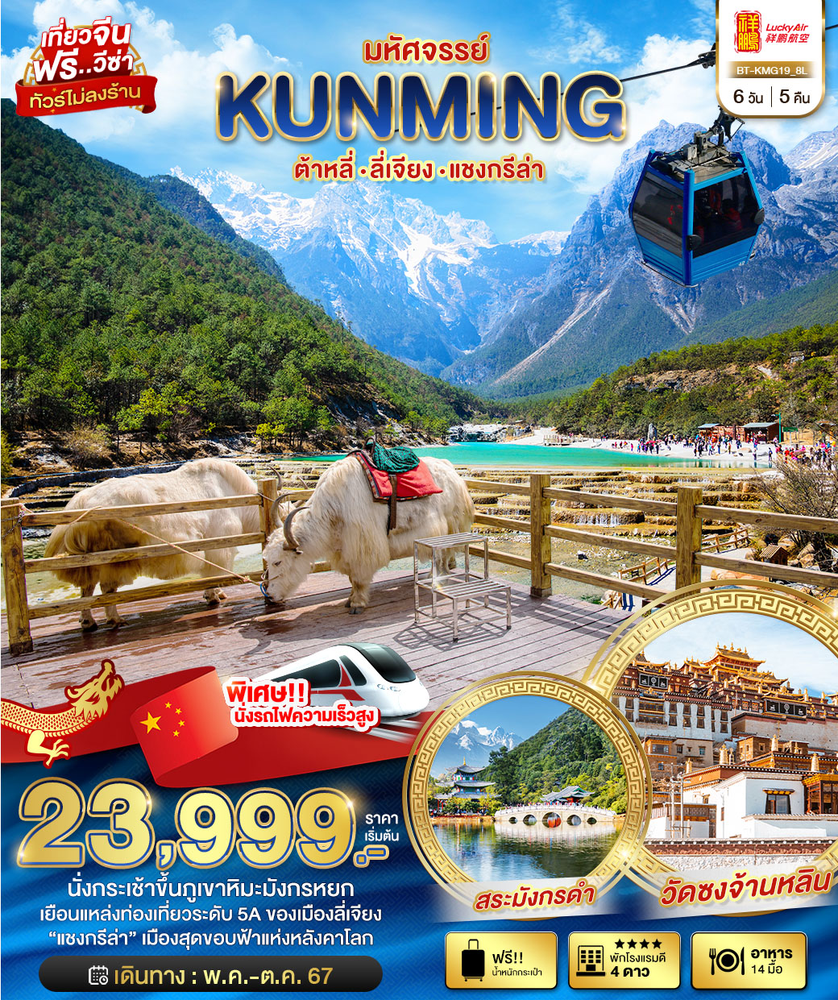 เที่ยวจีน
ฟรี..วีซ่า
ทัวร์ไม่ลงร้าน
มหัศจรรย์
KUNMING
ต้าหลี่ • ลี่เจียง • แชงกรีล่า
祥鹏
Lucky Air
祥鹏航空
BT-KMG19_8L
6 วัน | 5 คืน
พิเศษ!!
นั่งรถไฟความเร็วสูง
23,999.-
ราคา
เริ่มต้น
นั่งกระเช้าขึ้นภูเขาหิมะมังกรหยก
เยือนแหล่งท่องเที่ยวระดับ 5A ของเมืองลี่เจียง
“แชงกรีล่า” เมืองสุดขอบฟ้าแห่งหลังคาโลก
เดินทาง : พ.ค.-ต.ค. 67
สระมังกรดำ
วัดซงจ้านหลิน
ฟรี!!
น้ำหนักกระเป๋า
พักโรงแรมดี
4 ดาว
อาหาร
14 มื้อ